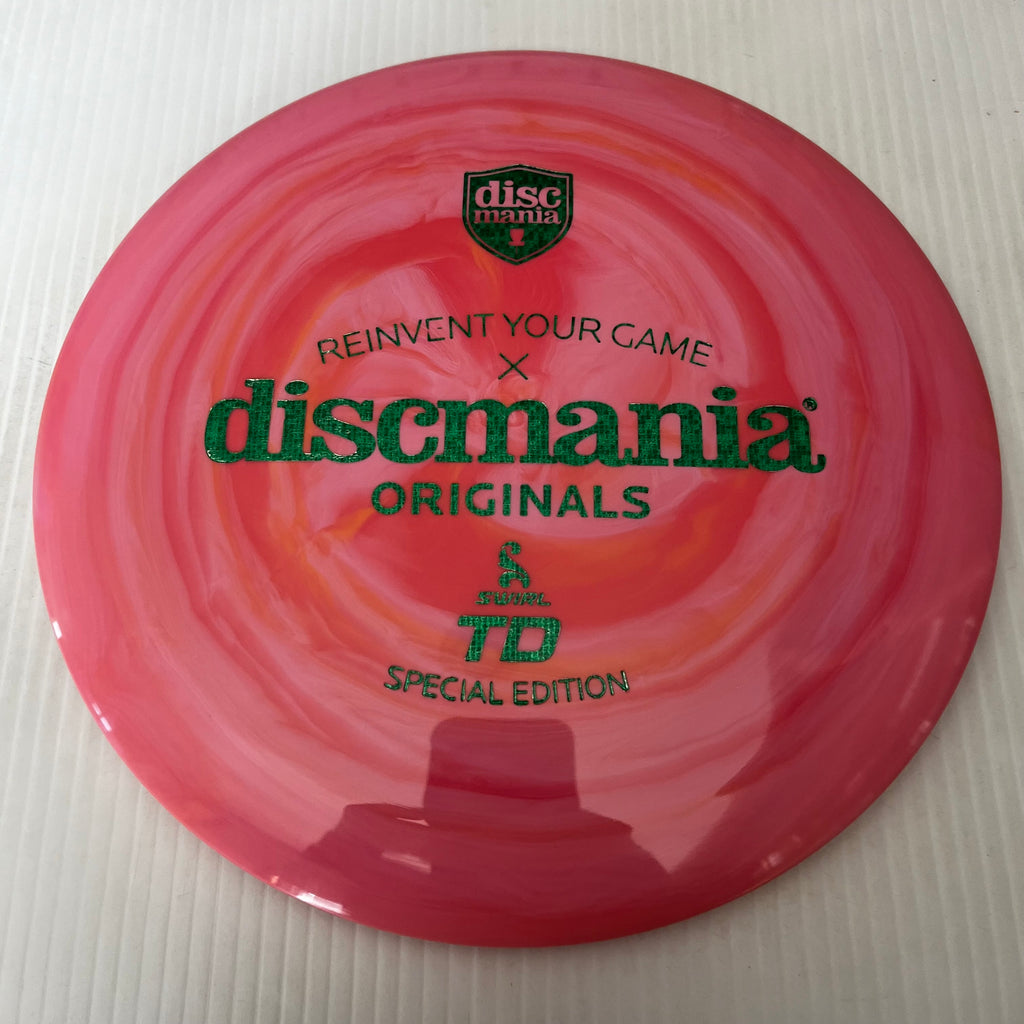 disc
mania
REINVENT YOUR GAME
X
discmania®
ORIGINALS
SWIRL
TD
SPECIAL EDITION